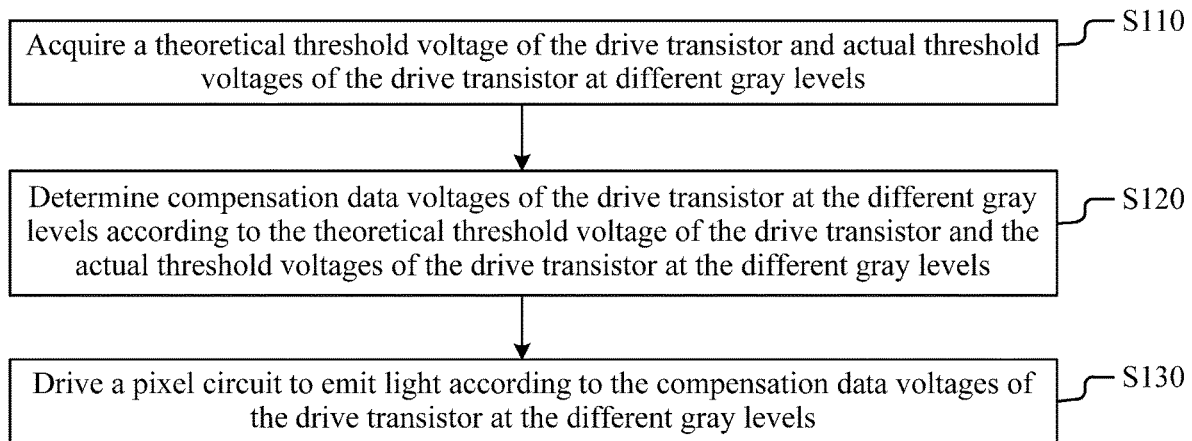 S110
Acquire a theoretical threshold voltage of the drive transistor and actual threshold
voltages of the drive transistor at different gray levels
S120
Determine compensation data voltages of the drive transistor at the different gray
levels according to the theoretical threshold voltage of the drive transistor and the
actual threshold voltages of the drive transistor at the different gray levels
S130
Drive a pixel circuit to emit light according to the compensation data voltages of
the drive transistor at the different gray levels